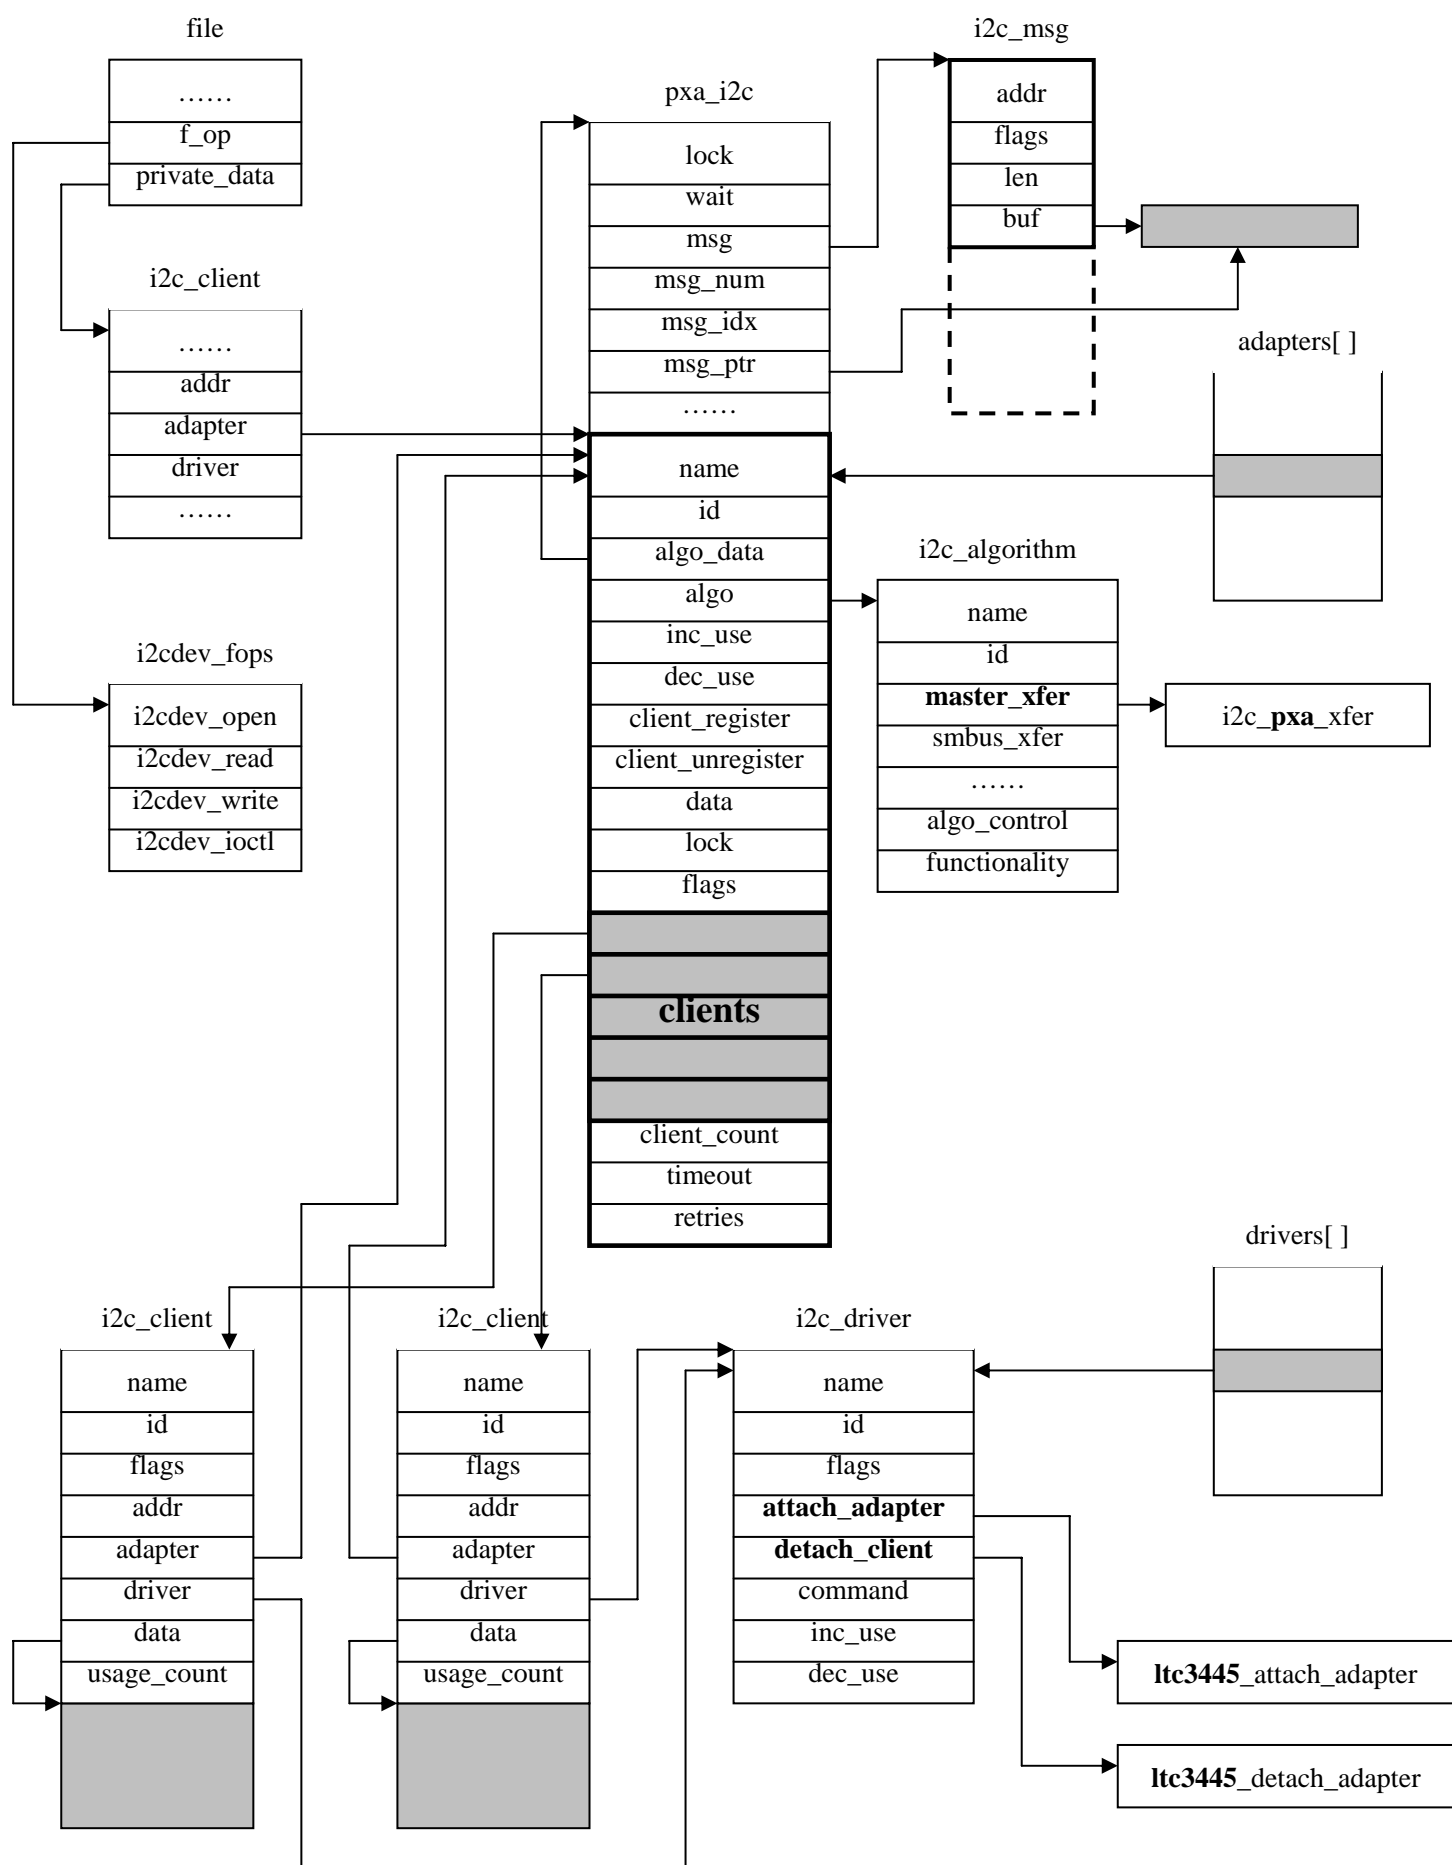 file
……
f_op
private_data
i2c_client
……
addr
adapter
driver
……
i2cdev_fops
i2cdev_open
i2cdev_read
i2cdev_write
i2cdev_ioctl
pxa_i2c
lock
wait
msg
msg_num
msg_idx
msg_ptr
……
name
id
algo_data
algo
inc_use
dec_use
client_register
client_unregister
data
lock
flags
clients
client_count
timeout
retries
i2c_msg
addr
flags
len
buf
adapters[ ]
i2c_algorithm
name
id
master_xfer
smbus_xfer
……
algo_control
functionality
i2c_pxa_xfer
drivers[ ]
i2c_client
name
id
flags
addr
adapter
driver
data
usage_count
i2c_client
name
id
flags
addr
adapter
driver
data
usage_count
i2c_driver
name
id
flags
attach_adapter
detach_client
command
inc_use
dec_use
ltc3445_attach_adapter
ltc3445_detach_adapter